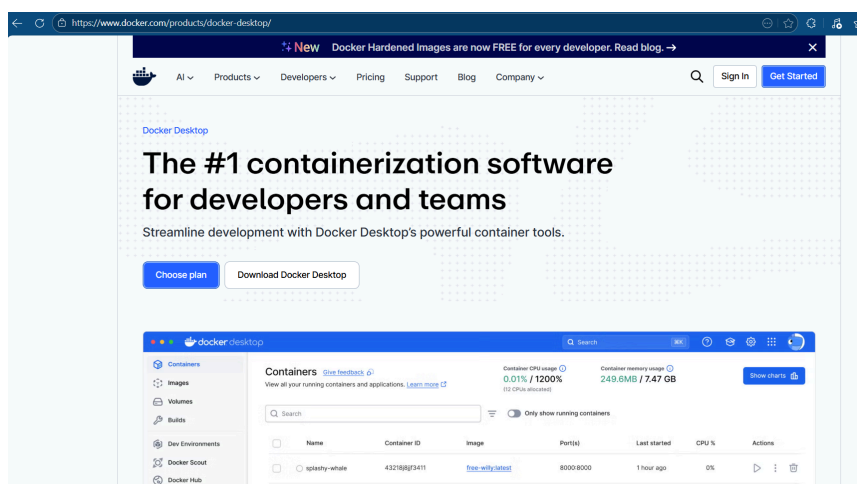 https://www.docker.com/products/docker-desktop/
New Docker Hardened Images are now FREE for every developer. Read blog. →
AI Products Developers Pricing Support Blog Company Sign In Get Started
Docker Desktop
The #1 containerization software
for developers and teams
Streamline development with Docker Desktop's powerful container tools.
Choose plan Download Docker Desktop
docker desktop Search ⌘K
Containers
Images
Volumes
Builds
Dev Environments
Docker Scout
Docker Hub
Containers Give feedback
View all your running containers and applications. Learn more
Container CPU usage
0.01% / 1200%
(12 CPUs allocated)
Container memory usage
249.6MB / 7.47 GB
Show charts
Search Only show running containers
Name Container ID Image Port(s) Last started CPU % Actions
splashy-whale 43218j8jjf3411 free-willy:latest 8000:8000 1 hour ago 0%